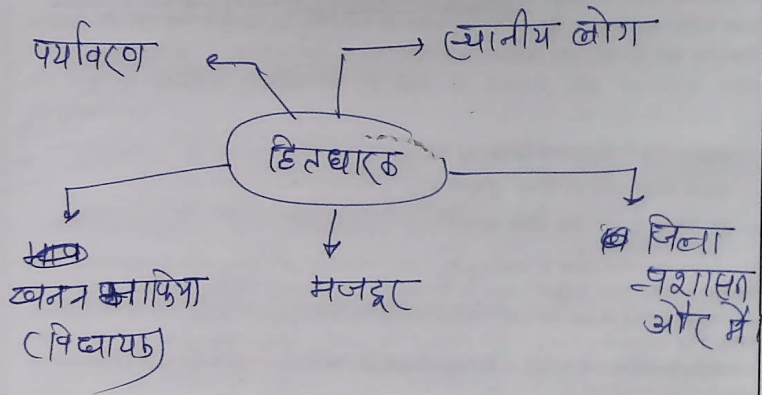 पर्यावरण
स्थानीय लोग
हितधारक
खनन माफिया
(विधायक)
मजदूर
जिला
प्रशासन
और मैं